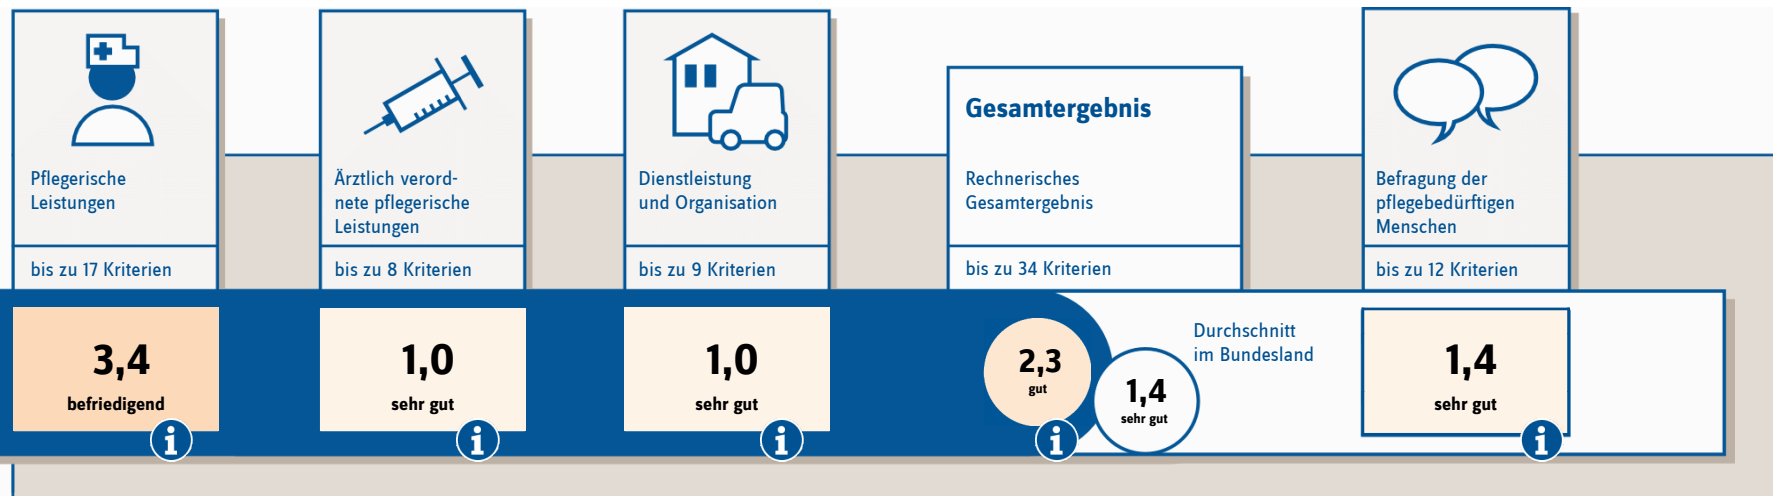 Pflegerische
Leistungen
bis zu 17 Kriterien
3,4
befriedigend
i
Ärztlich verord-
nete pflegerische
Leistungen
bis zu 8 Kriterien
1,0
sehr gut
i
Dienstleistung
und Organisation
bis zu 9 Kriterien
1,0
sehr gut
i
Gesamtergebnis
Rechnerisches
Gesamtergebnis
bis zu 34 Kriterien
2,3
gut
i
1,4
sehr gut
Durchschnitt
im Bundesland
Befragung der
pflegebedürftigen
Menschen
bis zu 12 Kriterien
1,4
sehr gut
i